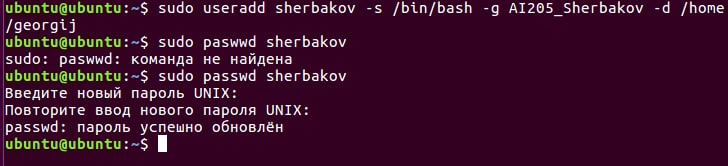 ubuntu@ubuntu:~$ sudo useradd sherbakov -s /bin/bash -g AI205_Sherbakov -d /home
/georgij
ubuntu@ubuntu:~$ sudo paswwd sherbakov
sudo: paswwd: команда не найдена
ubuntu@ubuntu:~$ sudo passwd sherbakov
Введите новый пароль UNIX:
Повторите ввод нового пароля UNIX:
passwd: пароль успешно обновлён
ubuntu@ubuntu:~$